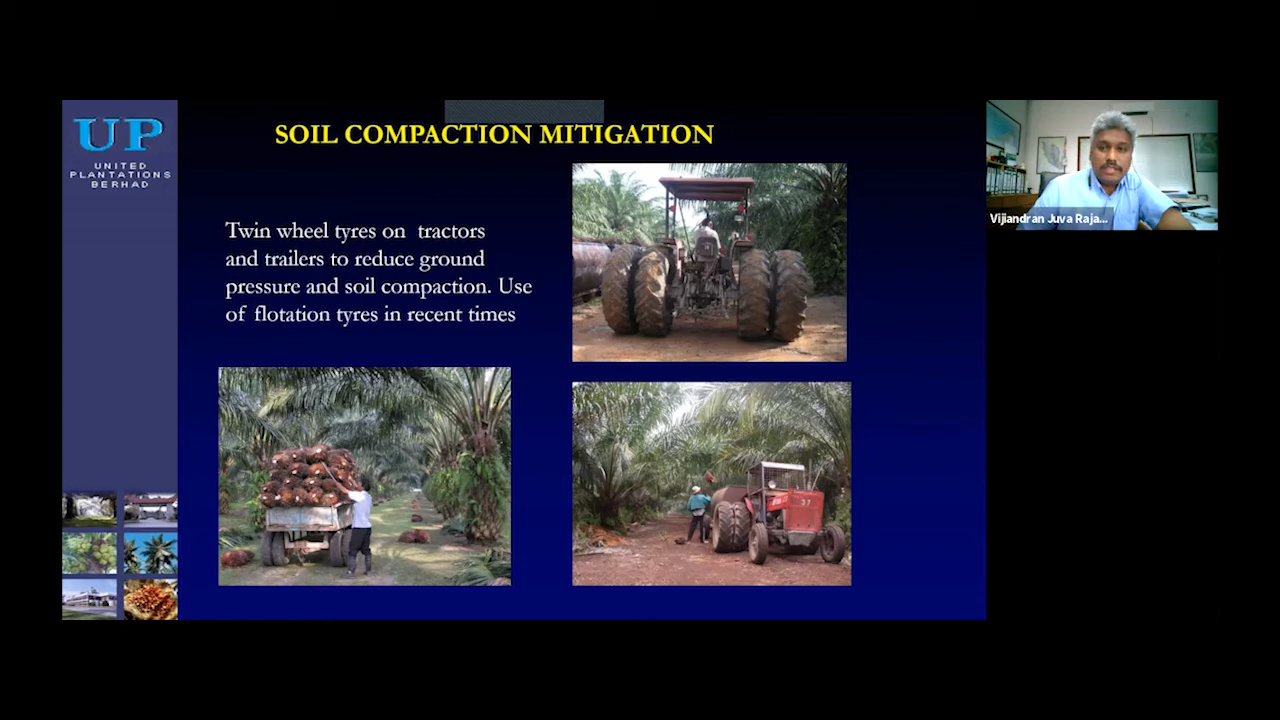 UP
UNITED
PLANTATIONS
BERHAD
SOIL COMPACTION MITIGATION
Twin wheel tyres on tractors
and trailers to reduce ground
pressure and soil compaction. Use
of flotation tyres in recent times
37
Vijiandran Juva Raja...